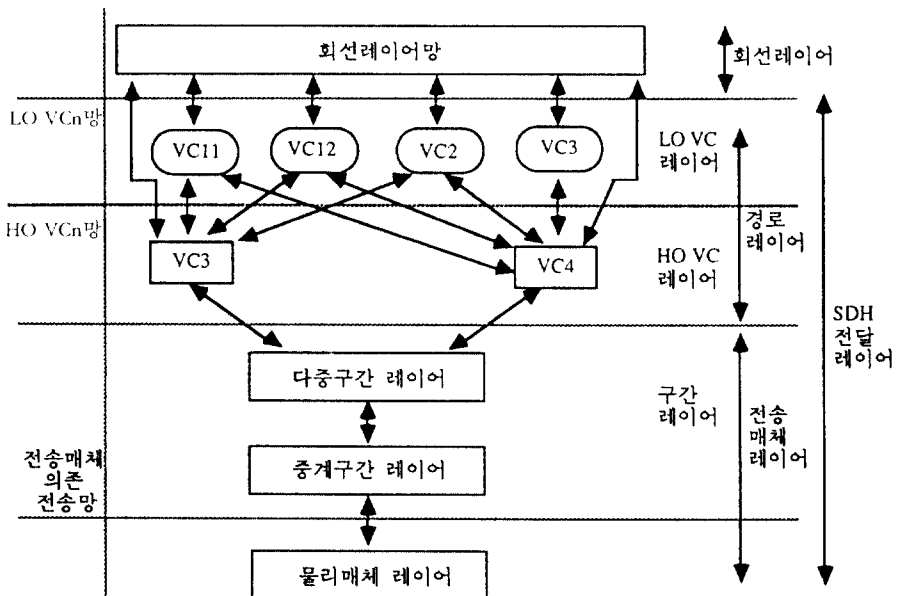 회선레이어망
회선레이어
LO VCn망
VC11
VC12
VC2
VC3
LO VC
레이어
경로
레이어
HO VCn망
VC3
VC4
HO VC
레이어
SDH
전달
레이어
다중구간 레이어
구간
레이어
전송
매체
레이어
전송매체
의존
전송망
중계구간 레이어
물리매체 레이어